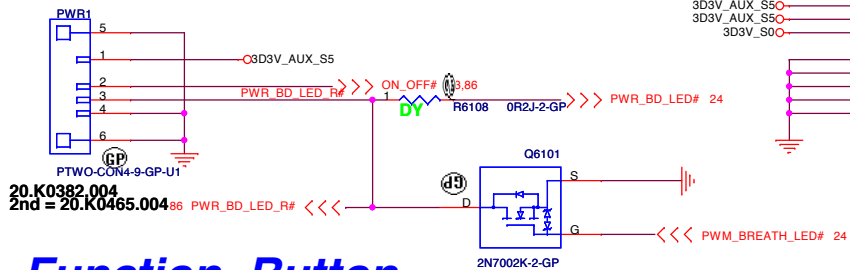 PWR1
3D3V_AUX_S5
3D3V_AUX_S5
3D3V_S0
5
1
3D3V_AUX_S5
2
ON_OFF#
3,86
3
PWR_BD_LED_R#
1
4
DY
R6108
0R2J-2-GP
PWR_BD_LED# 24
6
GP
PTWO-CON4-9-GP-U1
20.K0382.004
2nd = 20.K0465.004
86 PWR_BD_LED_R#
Q6101
GP
D
S
G
PWM_BREATH_LED# 24
2N7002K-2-GP
Function Button